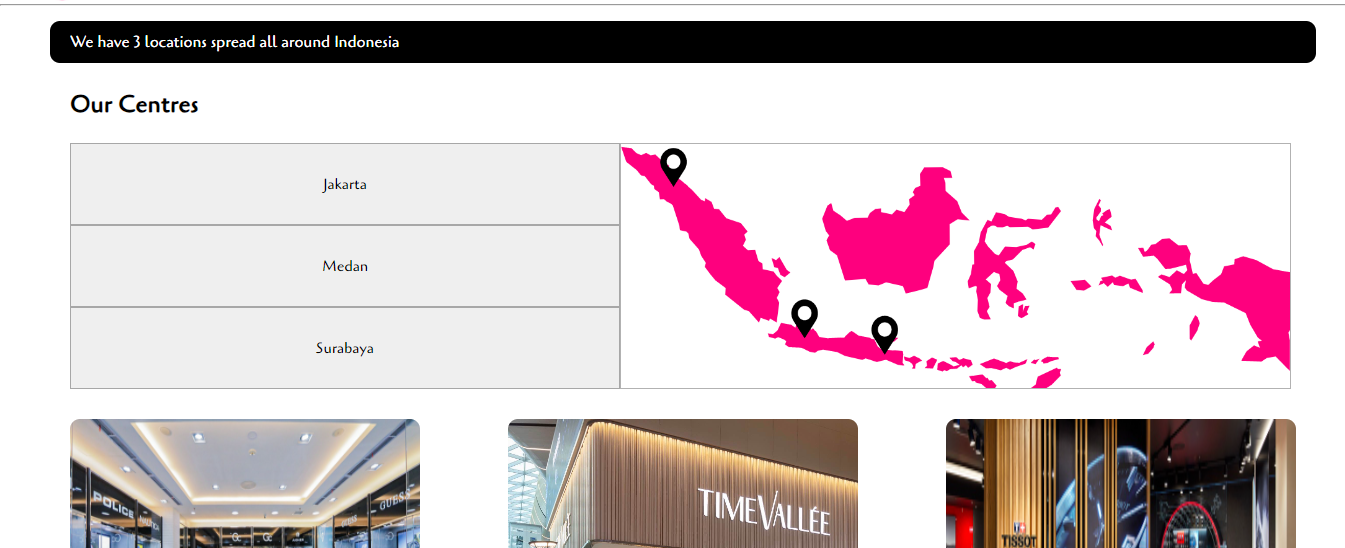 We have 3 locations spread all around Indonesia
Our Centres
Jakarta
Medan
Surabaya
POLICE
GUESS
TIMEVALLÉE
TISSOT